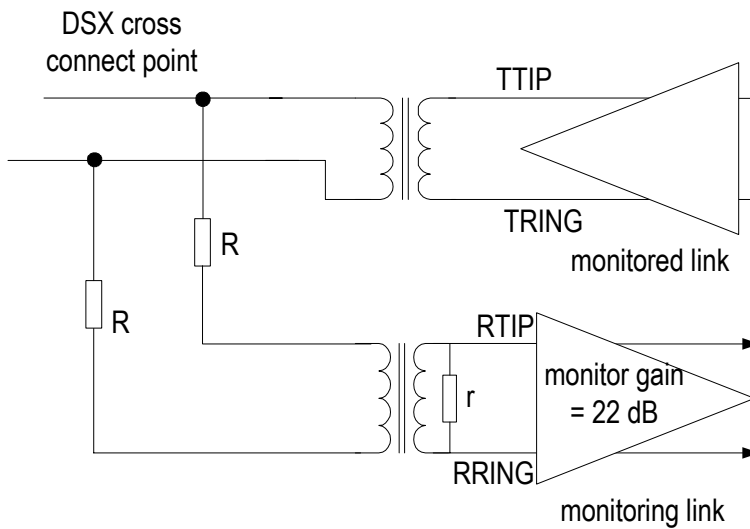 DSX cross
connect point
TTIP
TRING
monitored link
R
R
RTIP
monitor gain
= 22 dB
r
RRING
monitoring link